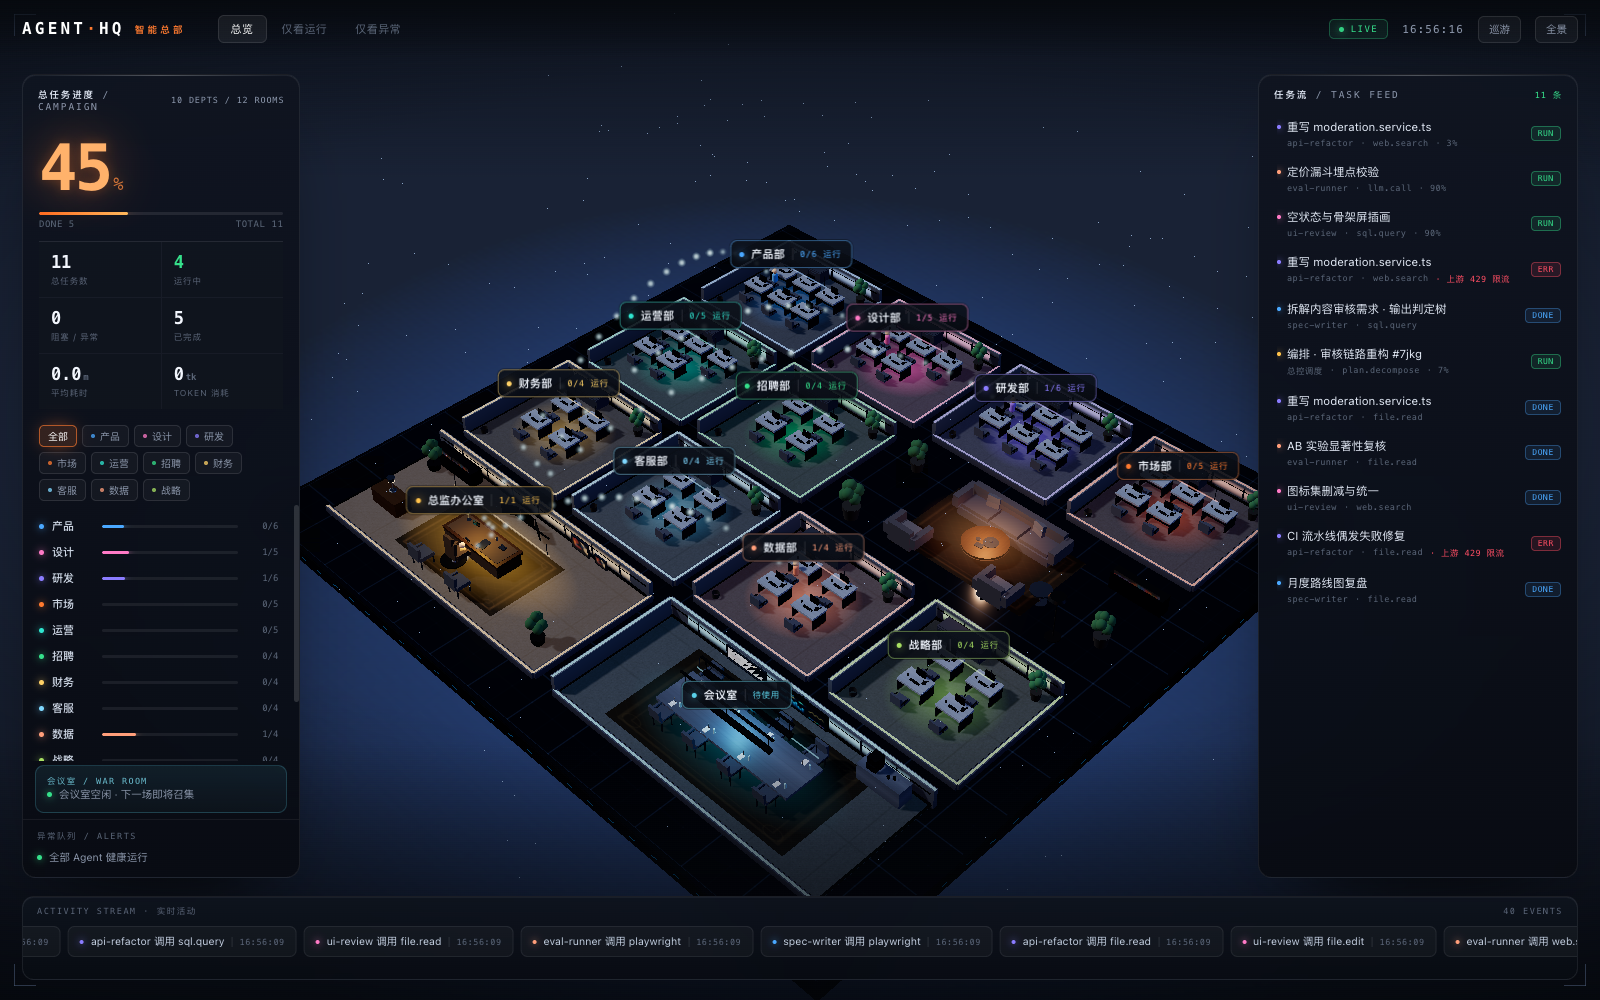 AGENT·HQ 智能总部
总览
仅看运行
仅看异常
LIVE
16:56:16
巡游
全景
总任务进度 / CAMPAIGN
10 DEPTS / 12 ROOMS
45%
DONE 5
TOTAL 11
11
总任务数
4
运行中
0
阻塞 / 异常
5
已完成
0.0m
平均耗时
0tk
TOKEN 消耗
全部
产品
设计
研发
市场
运营
招聘
财务
客服
数据
战略
产品 0/6
设计 1/5
研发 1/6
市场 0/5
运营 0/5
招聘 0/4
财务 0/4
客服 0/4
数据 1/4
战略 0/4
会议室 / WAR ROOM
会议室空闲 · 下一场即将召集
异常队列 / ALERTS
全部 Agent 健康运行
产品部 0/6 运行
运营部 0/5 运行
设计部 1/5 运行
财务部 0/4 运行
招聘部 0/4 运行
研发部 1/6 运行
客服部 0/4 运行
市场部 0/5 运行
总监办公室 1/1 运行
数据部 1/4 运行
战略部 0/4 运行
会议室 待使用
任务流 / TASK FEED
11 条
重写 moderation.service.ts
api-refactor · web.search · 3%
RUN
定价漏斗埋点校验
eval-runner · llm.call · 90%
RUN
空状态与骨架屏插画
ui-review · sql.query · 90%
RUN
重写 moderation.service.ts
api-refactor · web.search · 上游 429 限流
ERR
拆解内容审核需求 · 输出判定树
spec-writer · sql.query
DONE
编排 · 审核链路重构 #7jkg
总控调度 · plan.decompose · 7%
RUN
重写 moderation.service.ts
api-refactor · file.read
DONE
AB 实验显著性复核
eval-runner · file.read
DONE
图标集删减与统一
ui-review · web.search
DONE
CI 流水线偶发失败修复
api-refactor · file.read · 上游 429 限流
ERR
月度路线图复盘
spec-writer · file.read
DONE
ACTIVITY STREAM · 实时活动
40 EVENTS
56:09
api-refactor 调用 sql.query 16:56:09
ui-review 调用 file.read 16:56:09
eval-runner 调用 playwright 16:56:09
spec-writer 调用 playwright 16:56:09
api-refactor 调用 file.read 16:56:09
ui-review 调用 file.edit 16:56:09
eval-runner 调用 web.